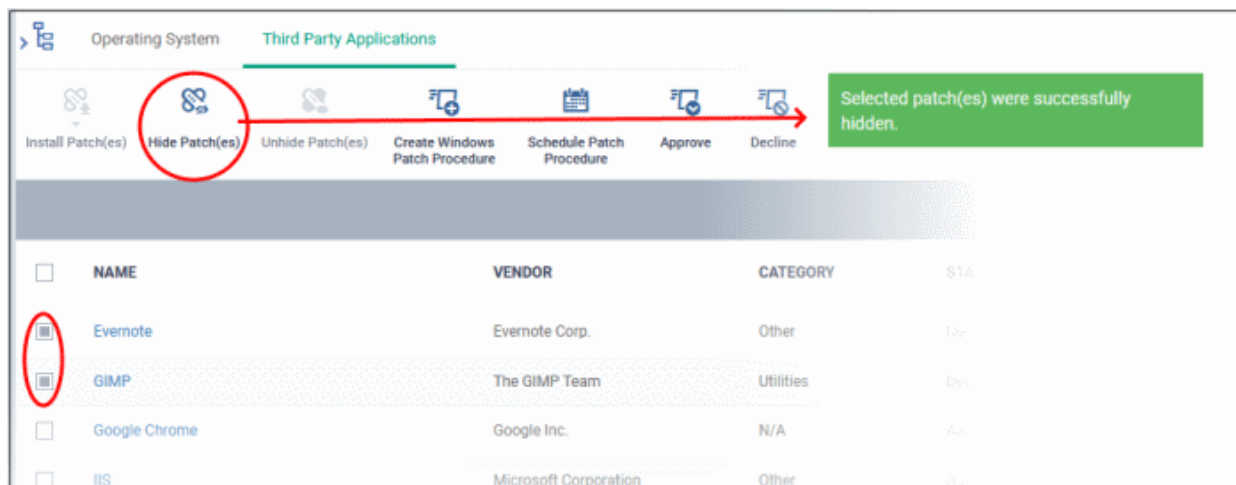 Operating System Third Party Applications
Selected patch(es) were successfully
hidden.
Install Patch(es) Hide Patch(es) Unhide Patch(es) Create Windows Schedule Patch Approve Decline
Patch Procedure Procedure
NAME VENDOR CATEGORY STA
Evernote Evernote Corp. Other
GIMP The GIMP Team Utilities
Google Chrome Google Inc. N/A
IIS Microsoft Corporation Other